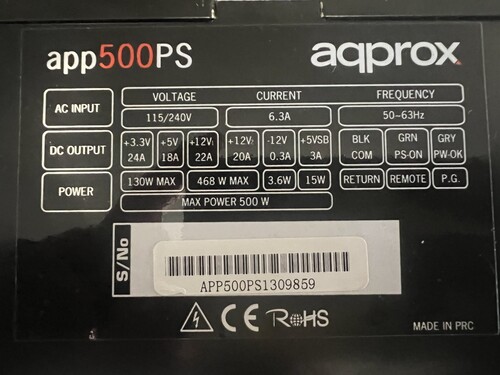 app500PS aqprox
VOLTAGE CURRENT FREQUENCY
AC INPUT 115/240V 6.3A 50-63Hz
DC OUTPUT +3.3V +5V +12V1 +12V2 -12V +5VSB BLK GRN GRY
24A 18A 22A 20A 0.3A 3A COM PS-ON PW-OK
POWER 130W MAX 468 W MAX 3.6W 15W RETURN REMOTE P.G.
MAX POWER 500 W
S/No
APP500PS1309859
CE RoHS
MADE IN PRC